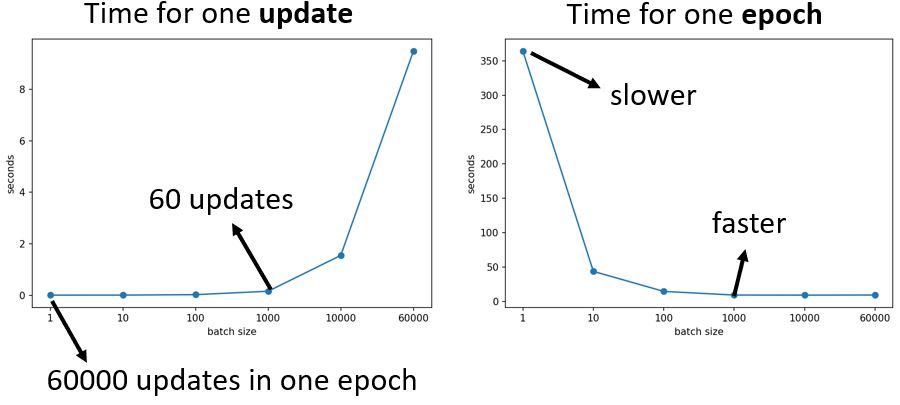 Time for one update
8
6
4
2
0
seconds
1
10
100
1000
10000
60000
batch size
60 updates
60000 updates in one epoch
Time for one epoch
350
300
250
200
150
100
50
0
seconds
1
10
100
1000
10000
60000
batch size
slower
faster